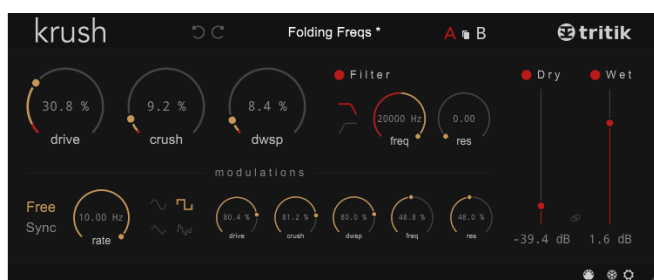 krush Folding Freqs * A B tritik
Filter Dry Wet
30.8 % 9.2 % 8.4 % 20000 Hz 0.00
drive crush dwsp freq res
modulations
Free
Sync
10.00 Hz 80.4 % 81.2 % 80.0 % 48.8 % 48.0 %
rate drive crush dwsp freq res
-39.4 dB 1.6 dB